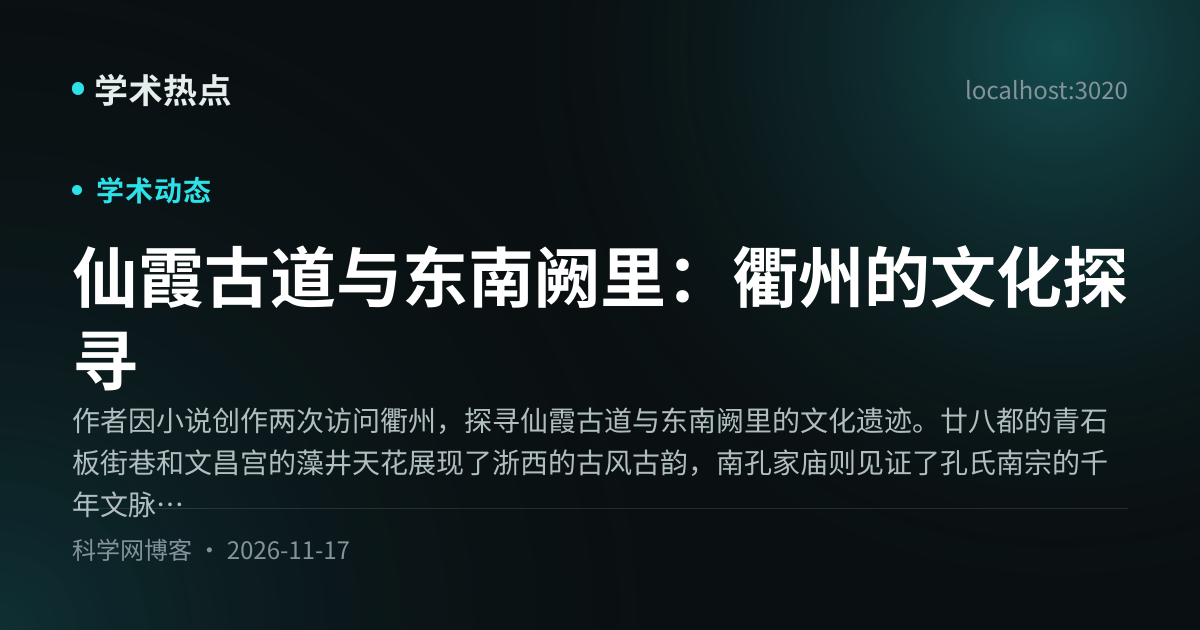 学术热点
localhost:3020
学术动态
仙霞古道与东南阙里：衢州的文化探
寻
作者因小说创作两次访问衢州，探寻仙霞古道与东南阙里的文化遗迹。廿八都的青石
板街巷和文昌宫的藻井天花展现了浙西的古风古韵，南孔家庙则见证了孔氏南宗的千
年文脉…
科学网博客 · 2026-11-17